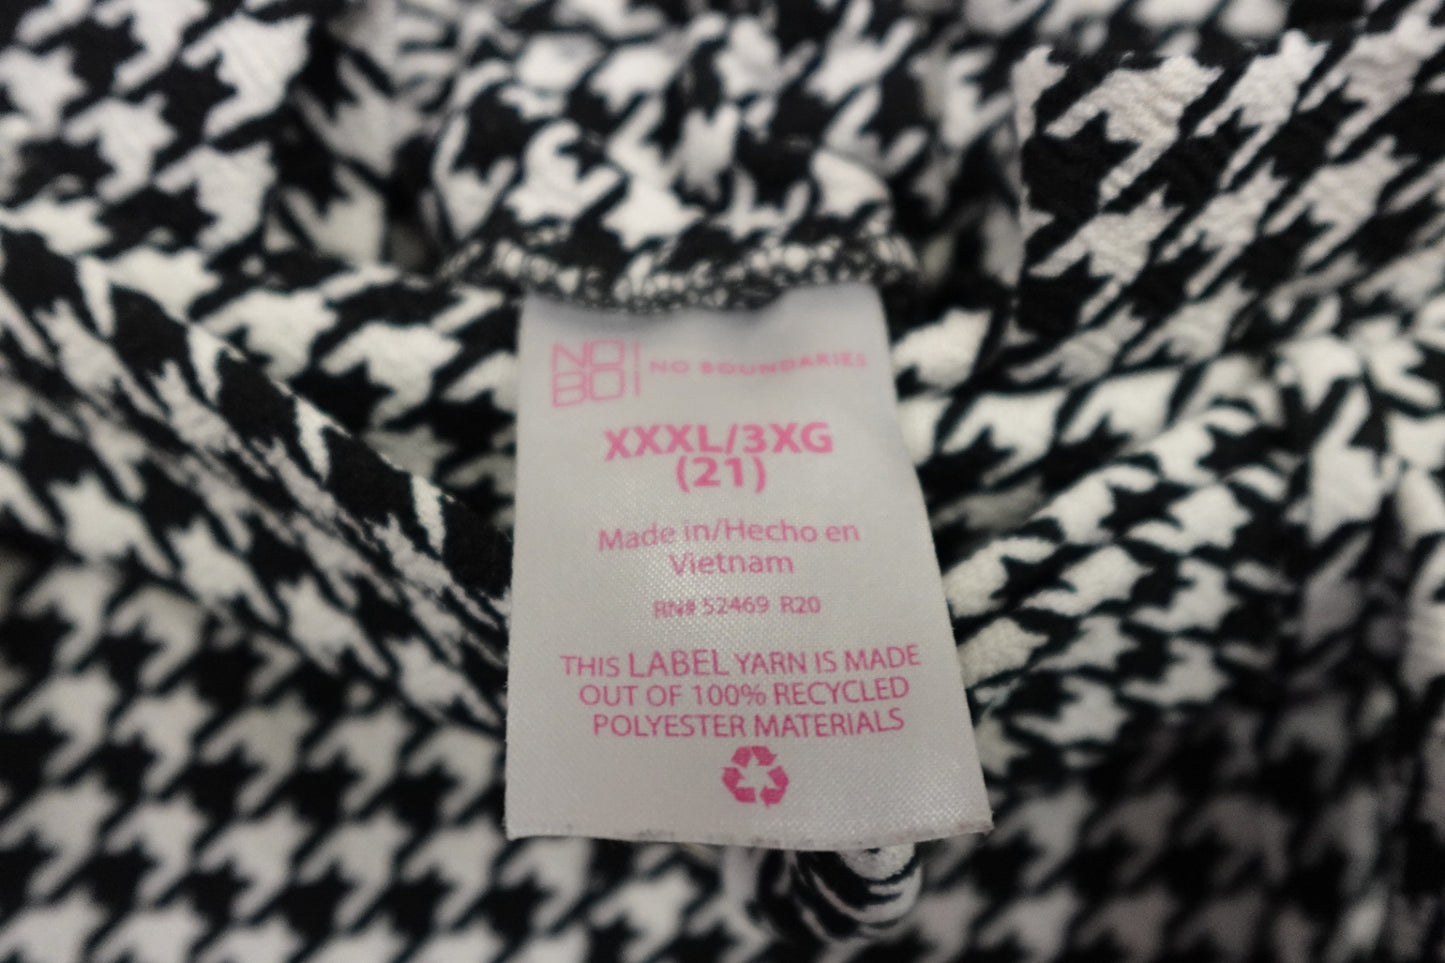 NO
BO
NO BOUNDARIES
XXXL/3XG
(21)
Made in/Hecho en
Vietnam
RN# 52469 R20
THIS LABEL YARN IS MADE
OUT OF 100% RECYCLED
POLYESTER MATERIALS